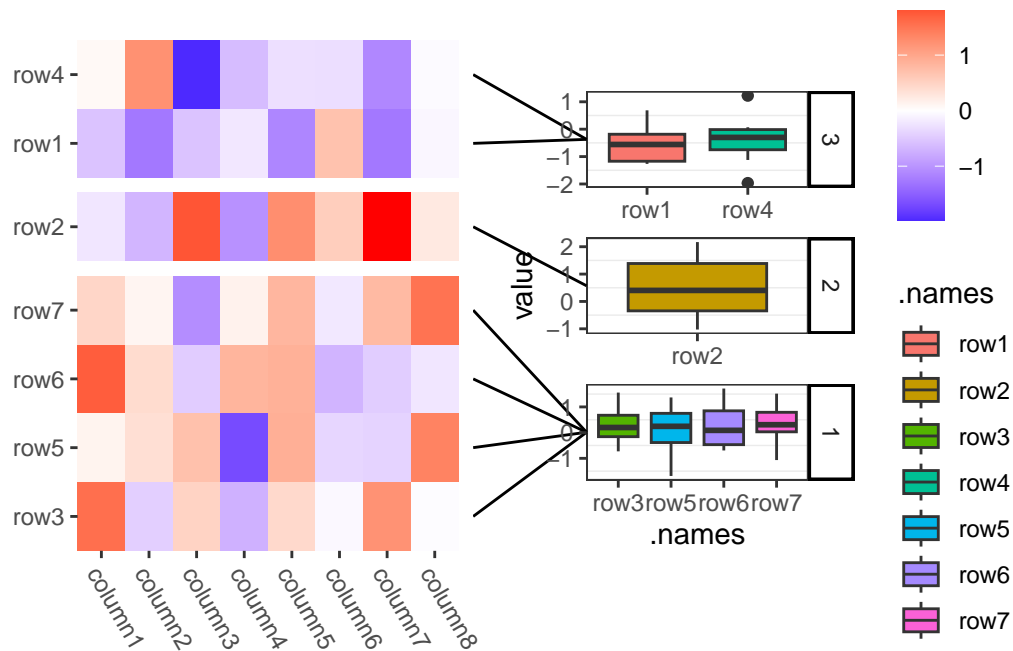 row4
row1
row2
row7
row6
row5
row3
column1
column2
column3
column4
column5
column6
column7
column8
value
1
0
−1
−2
row1
row4
3
2
1
0
−1
row2
2
1
0
−1
row3
row5
row6
row7
1
.names
1
0
−1
.names
row1
row2
row3
row4
row5
row6
row7